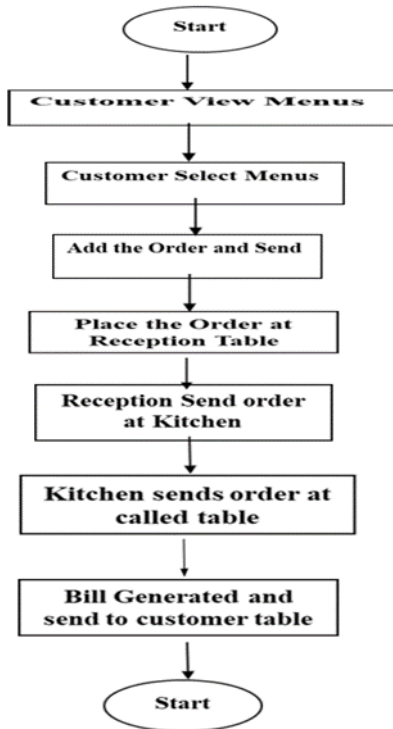 Start
Customer View Menus
Customer Select Menus
Add the Order and Send
Place the Order at
Reception Table
Reception Send order
at Kitchen
Kitchen sends order at
called table
Bill Generated and
send to customer table
Start